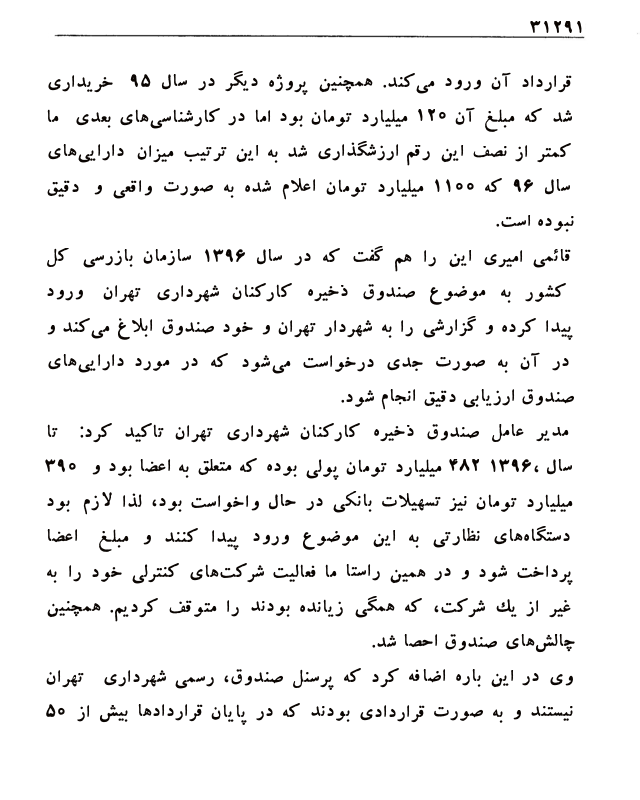 ۳۱۲۹۱
قرارداد آن ورود می‌کند. همچنین پروژه دیگر در سال ۹۵ خریداری
شد که مبلغ آن ۱۲۰ میلیارد تومان بود اما در کارشناسی‌های بعدی ما
کمتر از نصف این رقم ارزشگذاری شد به این ترتیب میزان دارایی‌های
سال ۹۶ که ۱۱۰۰ میلیارد تومان اعلام شده به صورت واقعی و دقیق
نبوده است.
قائمی امیری این را هم گفت که در سال ۱۳۹۶ سازمان بازرسی کل
کشور به موضوع صندوق ذخیره کارکنان شهرداری تهران ورود
پیدا کرده و گزارشی را به شهردار تهران و خود صندوق ابلاغ می‌کند و
در آن به صورت جدی درخواست می‌شود که در مورد دارایی‌های
صندوق ارزیابی دقیق انجام شود.
مدیر عامل صندوق ذخیره کارکنان شهرداری تهران تاکید کرد: تا
سال ۱۳۹۶، ۴۸۲ میلیارد تومان پولی بوده که متعلق به اعضا بود و ۳۹۰
میلیارد تومان نیز تسهیلات بانکی در حال واخواست بود، لذا لازم بود
دستگاه‌های نظارتی به این موضوع ورود پیدا کنند و مبلغ اعضا
پرداخت شود و در همین راستا ما فعالیت شرکت‌های کنترلی خود را به
غیر از یك شرکت، که همگی زیانده بودند را متوقف کردیم. همچنین
چالش‌های صندوق احصا شد.
وی در این باره اضافه کرد که پرسنل صندوق، رسمی شهرداری تهران
نیستند و به صورت قراردادی بودند که در پایان قراردادها بیش از ۵۰